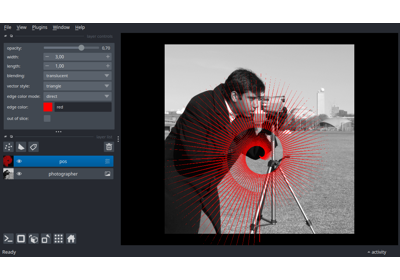 File View Plugins Window Help
layer controls
opacity: 0.70
width: 3.00
length: 1.00
blending: translucent
vector style: triangle
edge color mode: direct
edge color: red
out of slice:
layer list
pos
photographer
Ready
activity